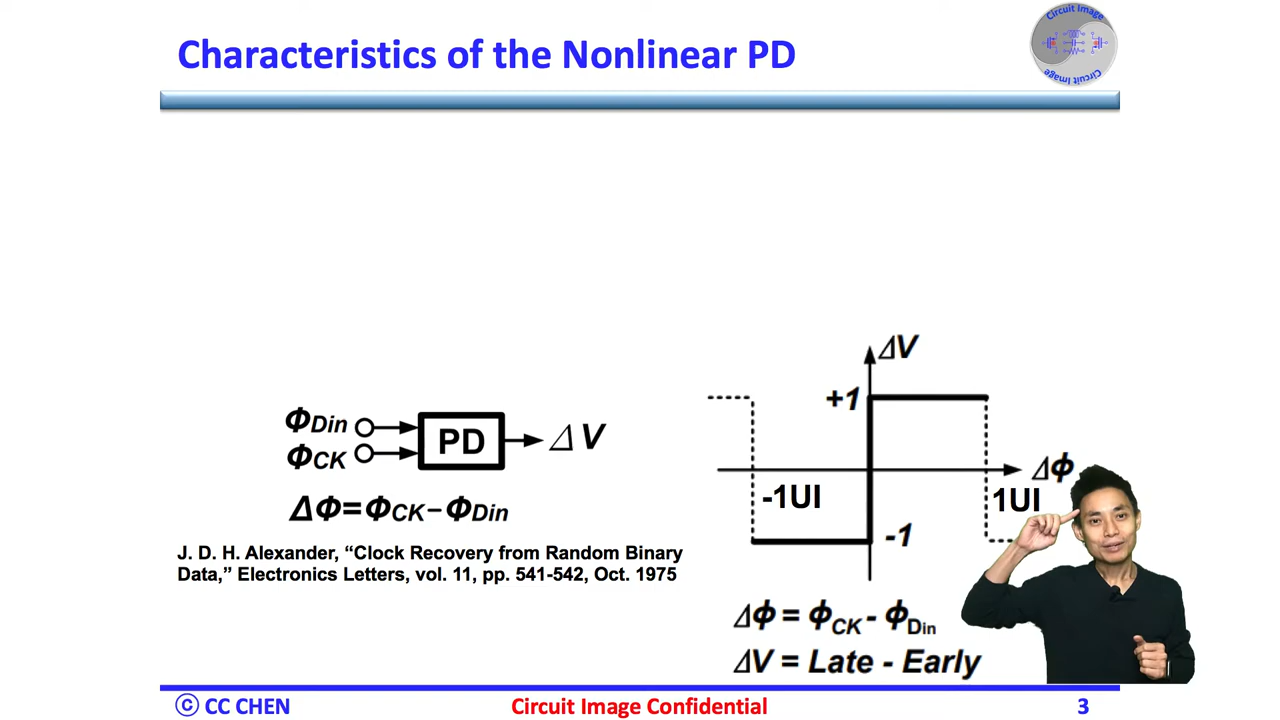 Characteristics of the Nonlinear PD
Circuit Image
Circuit Image
ΔV
+1
ΦDin
ΦCK
PD
Δ V
Δϕ
-1UI
1UI
ΔΦ=ΦCK−ΦDin
-1
J. D. H. Alexander, “Clock Recovery from Random Binary
Data,” Electronics Letters, vol. 11, pp. 541-542, Oct. 1975
Δϕ = ϕCK - ϕDin
ΔV = Late - Early
© CC CHEN
Circuit Image Confidential
3